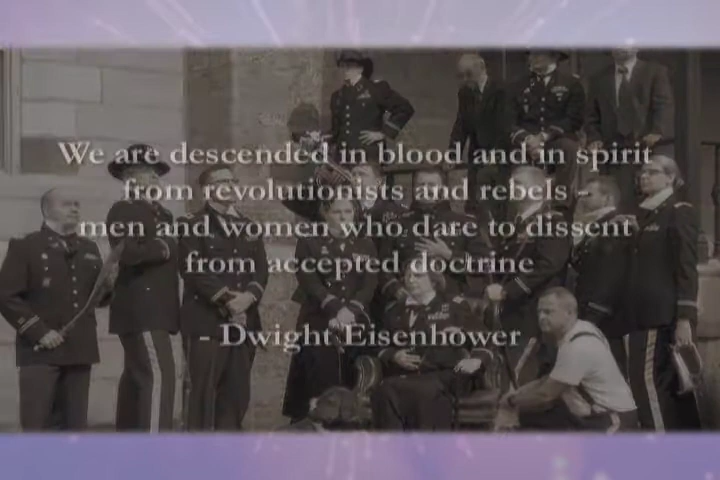 We are descended in blood and in spirit
from revolutionists and rebels -
men and women who dare to dissent
from accepted doctrine
- Dwight Eisenhower